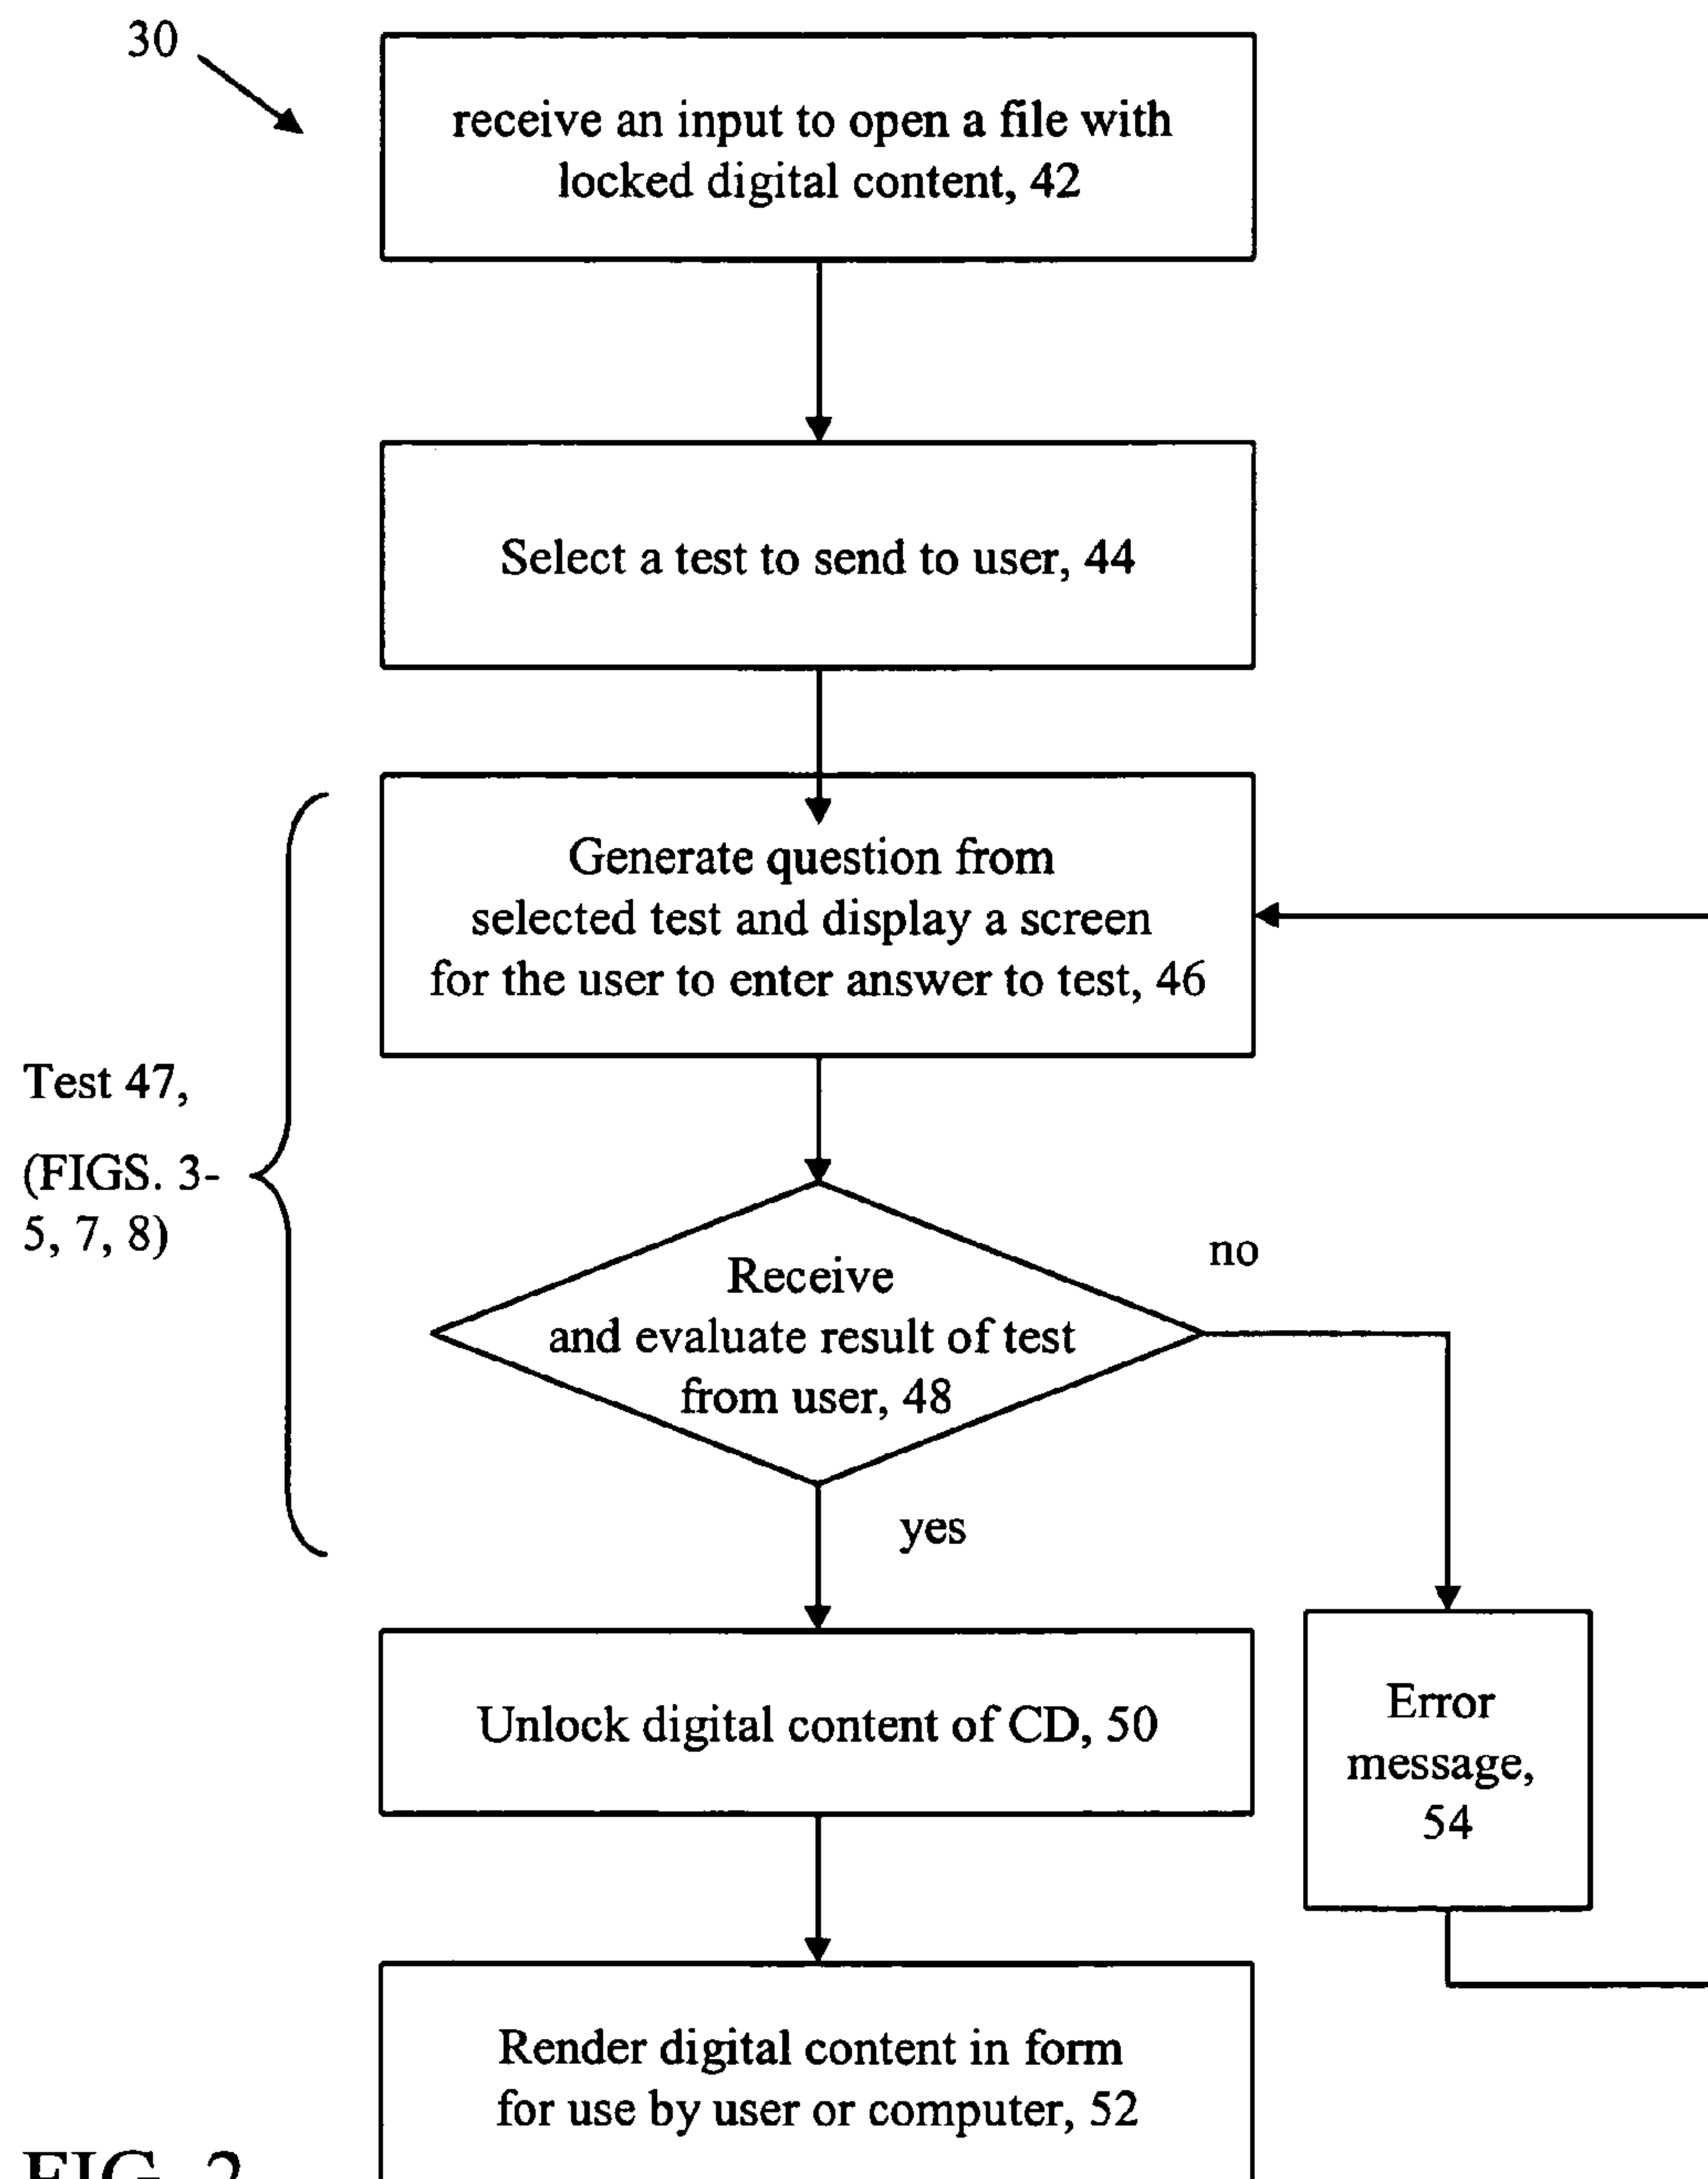 30
receive an input to open a file with
locked digital content, 42
Select a test to send to user, 44
Generate question from
selected test and display a screen
for the user to enter answer to test, 46
Test 47,
(FIGS. 3-
5, 7, 8)
Receive
and evaluate result of test
from user, 48
no
yes
Unlock digital content of CD, 50
Error
message,
54
Render digital content in form
for use by user or computer, 52
FIG. 2